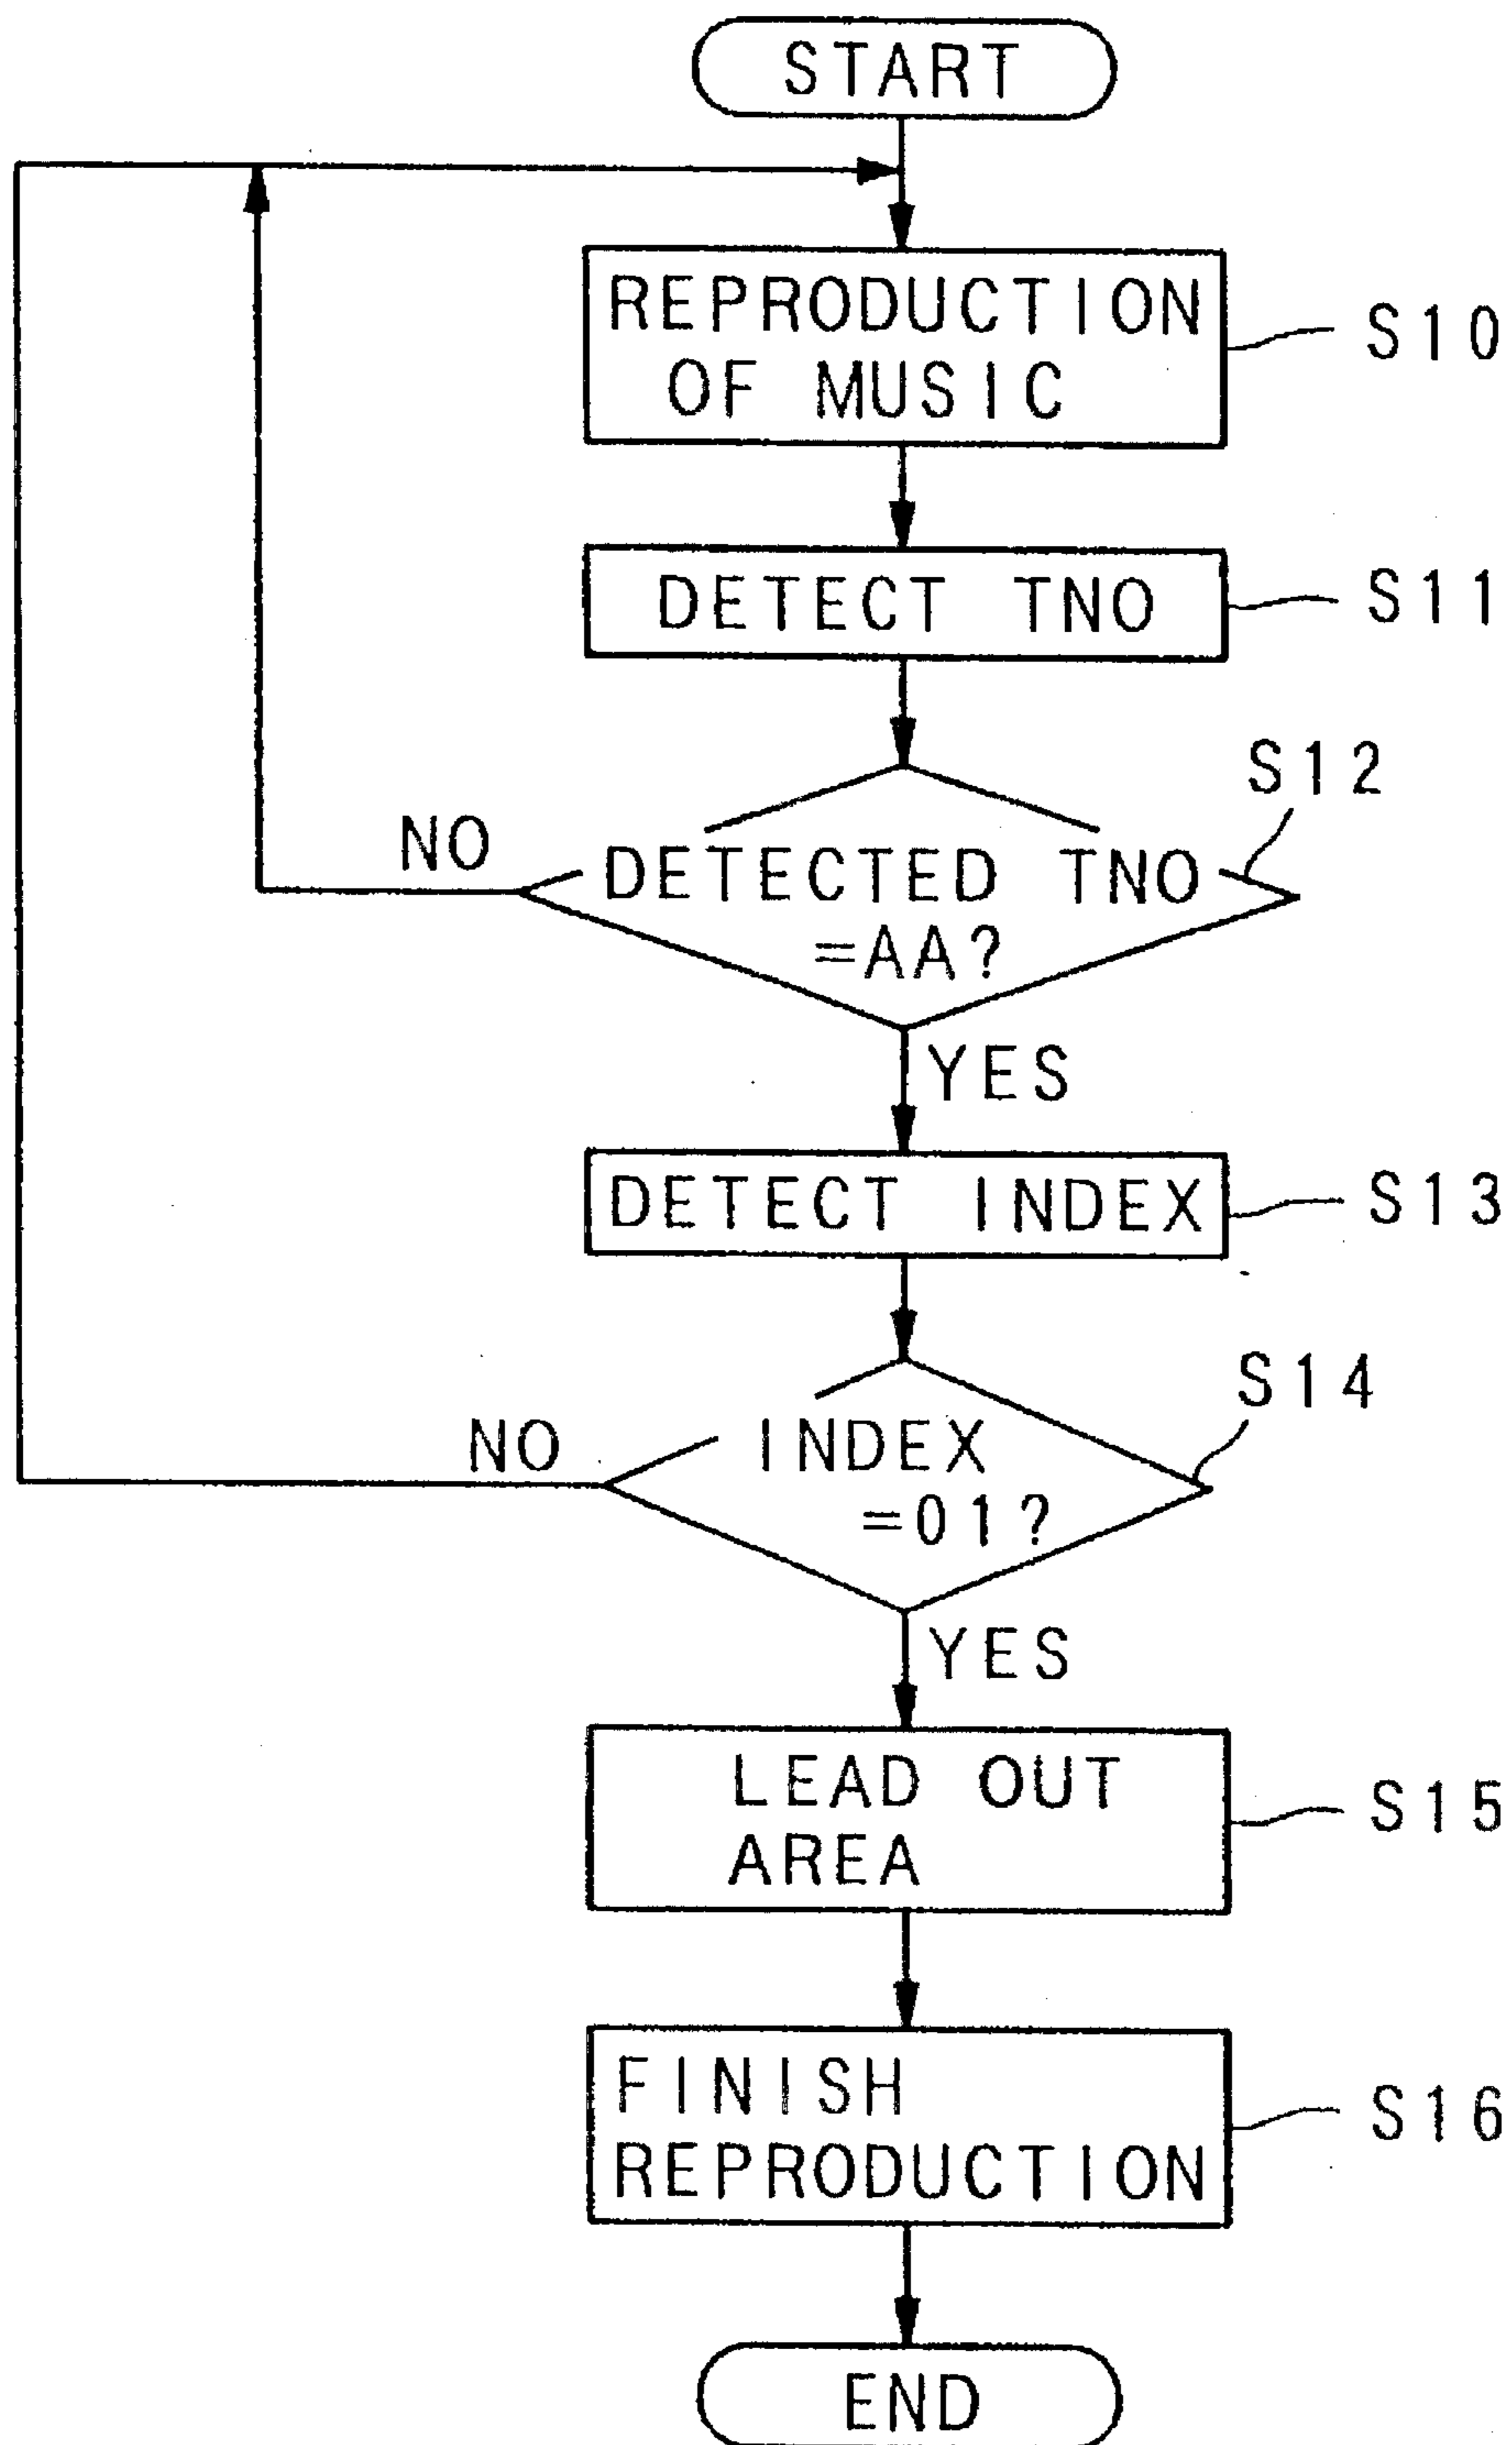 START
REPRODUCTION
OF MUSIC
S10
DETECT TNO
S11
S12
NO
DETECTED TNO
=AA?
YES
DETECT INDEX
S13
S14
NO
INDEX
=01?
YES
LEAD OUT
AREA
S15
FINISH
REPRODUCTION
S16
END